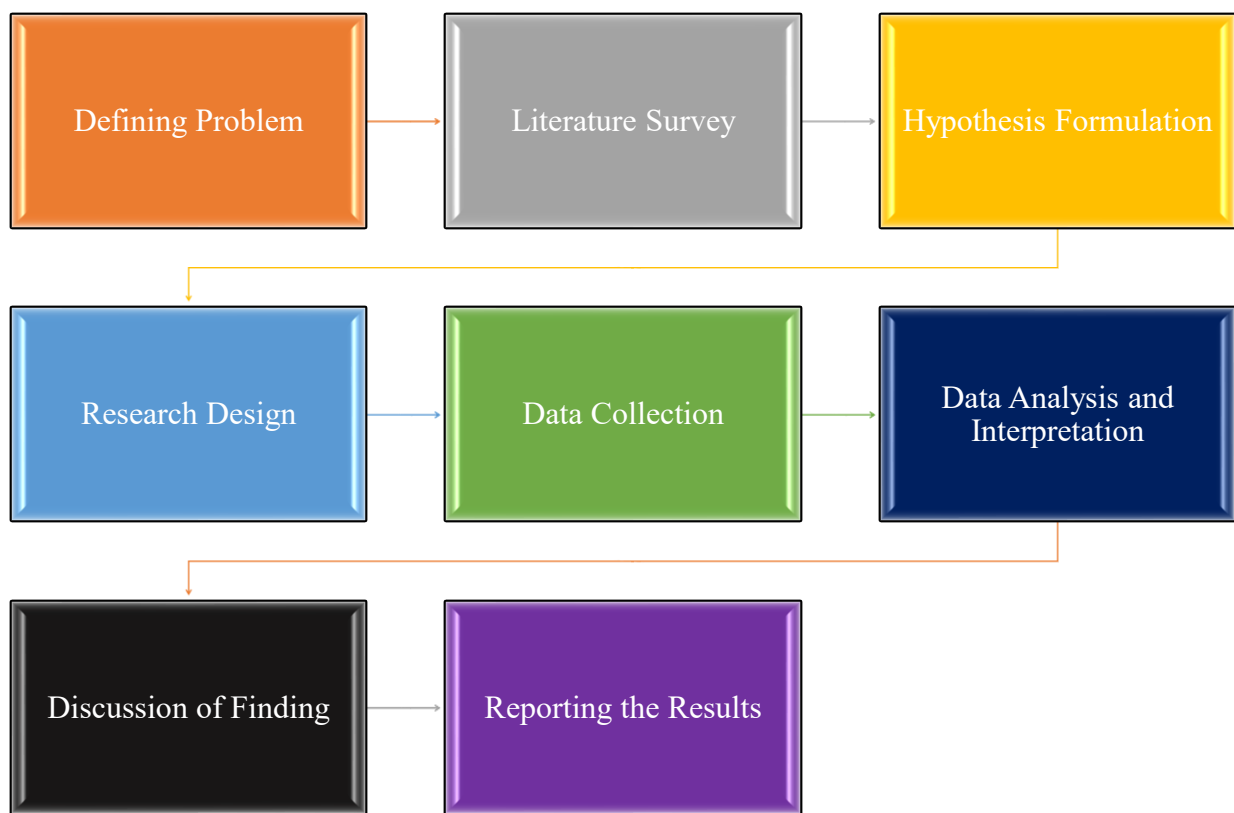 Defining Problem
Literature Survey
Hypothesis Formulation
Research Design
Data Collection
Data Analysis and
Interpretation
Discussion of Finding
Reporting the Results